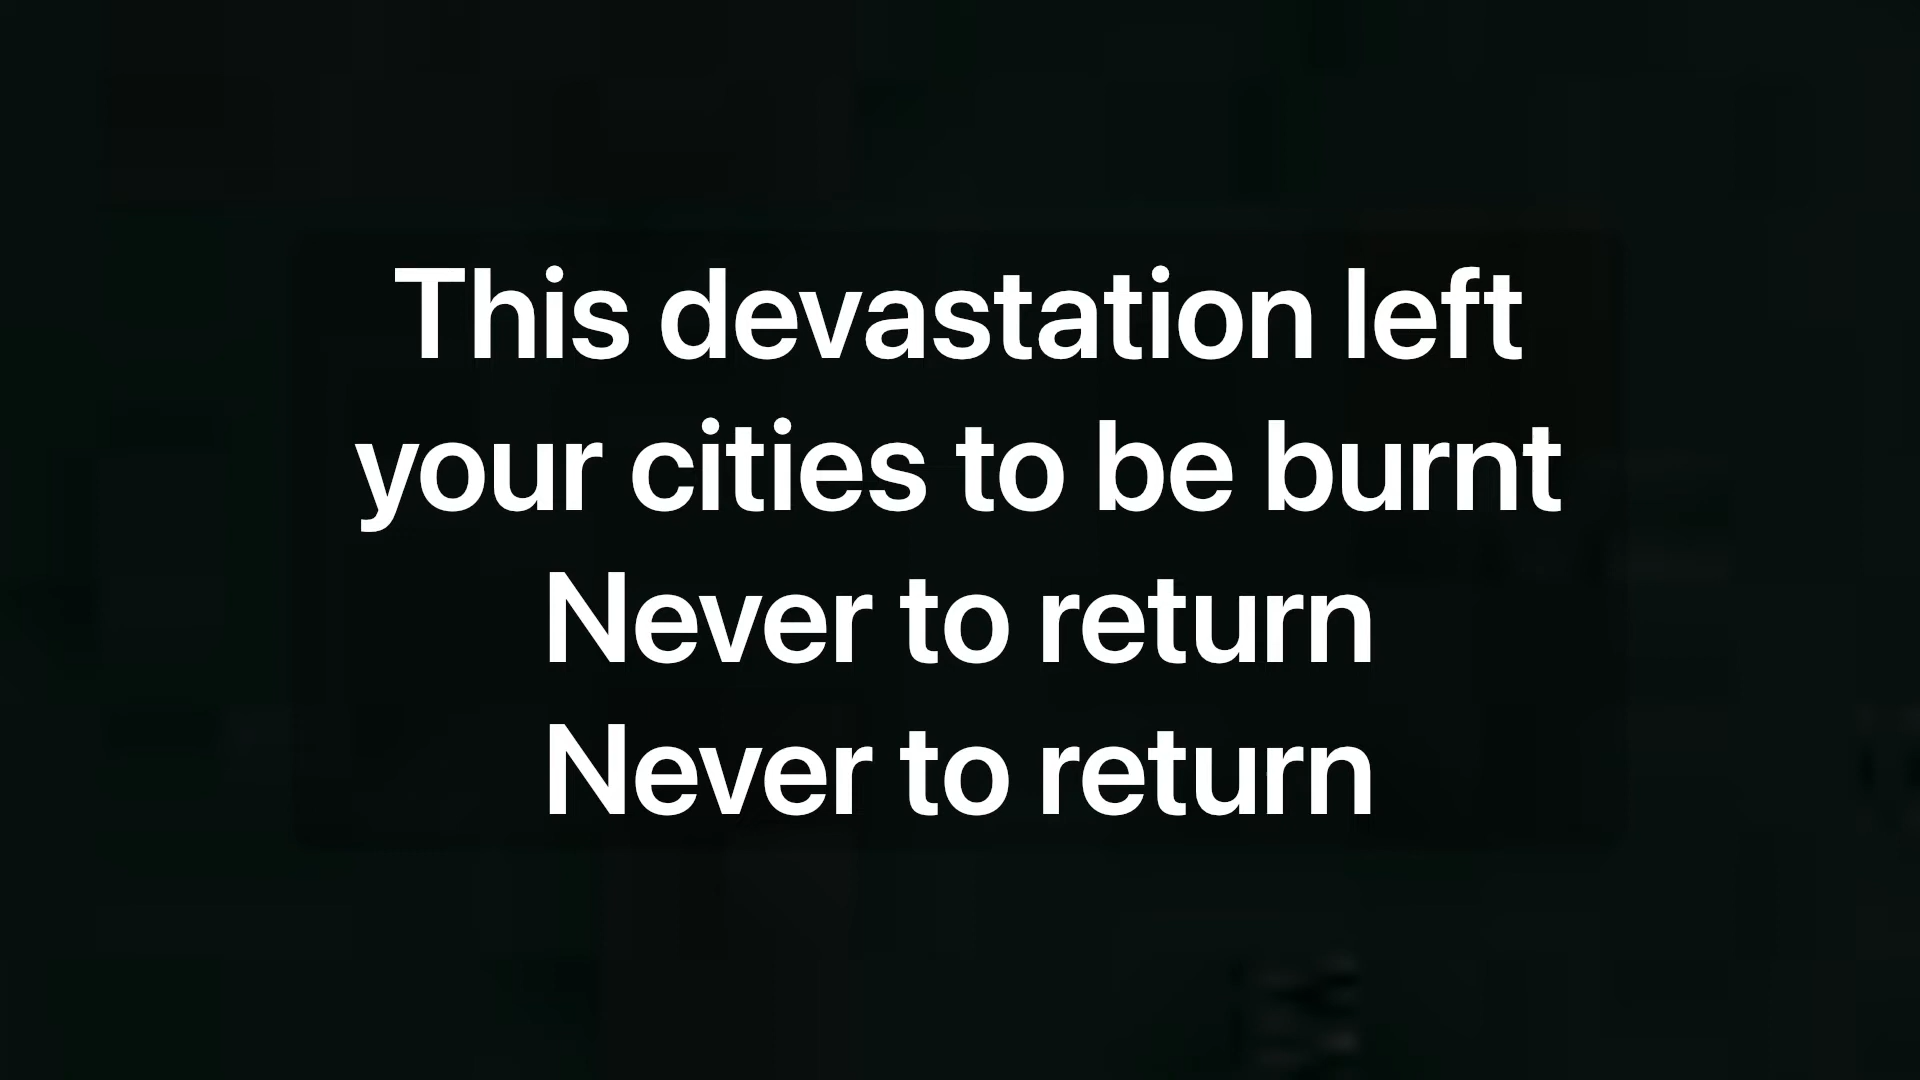 This devastation left
your cities to be burnt
Never to return
Never to return